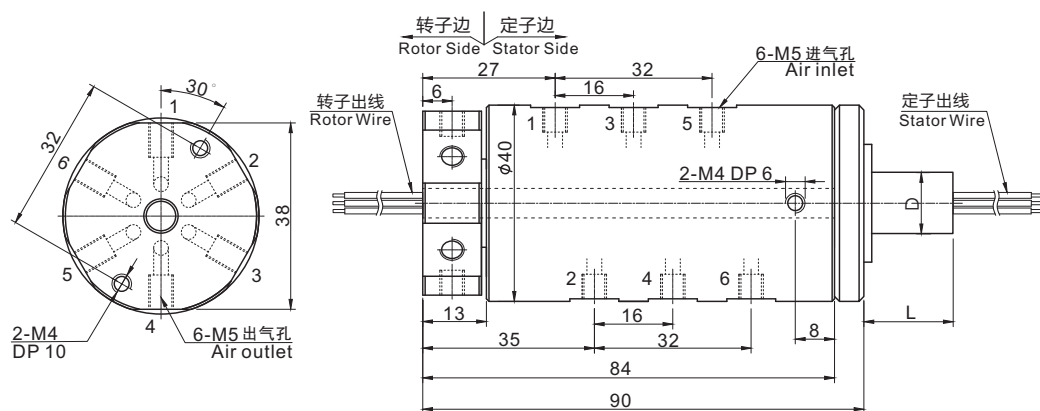 转子边 定子边
Rotor Side Stator Side
27
32
6-M5 进气孔
Air inlet
6
16
转子出线
Rotor Wire
定子出线
Stator Wire
1
3
5
30°
1
32
6
2
38
5
3
4
2-M4
DP 10
6-M5 出气孔
Air outlet
ϕ40
2-M4 DP 6
D
2
4
6
13
16
8
L
35
32
84
90